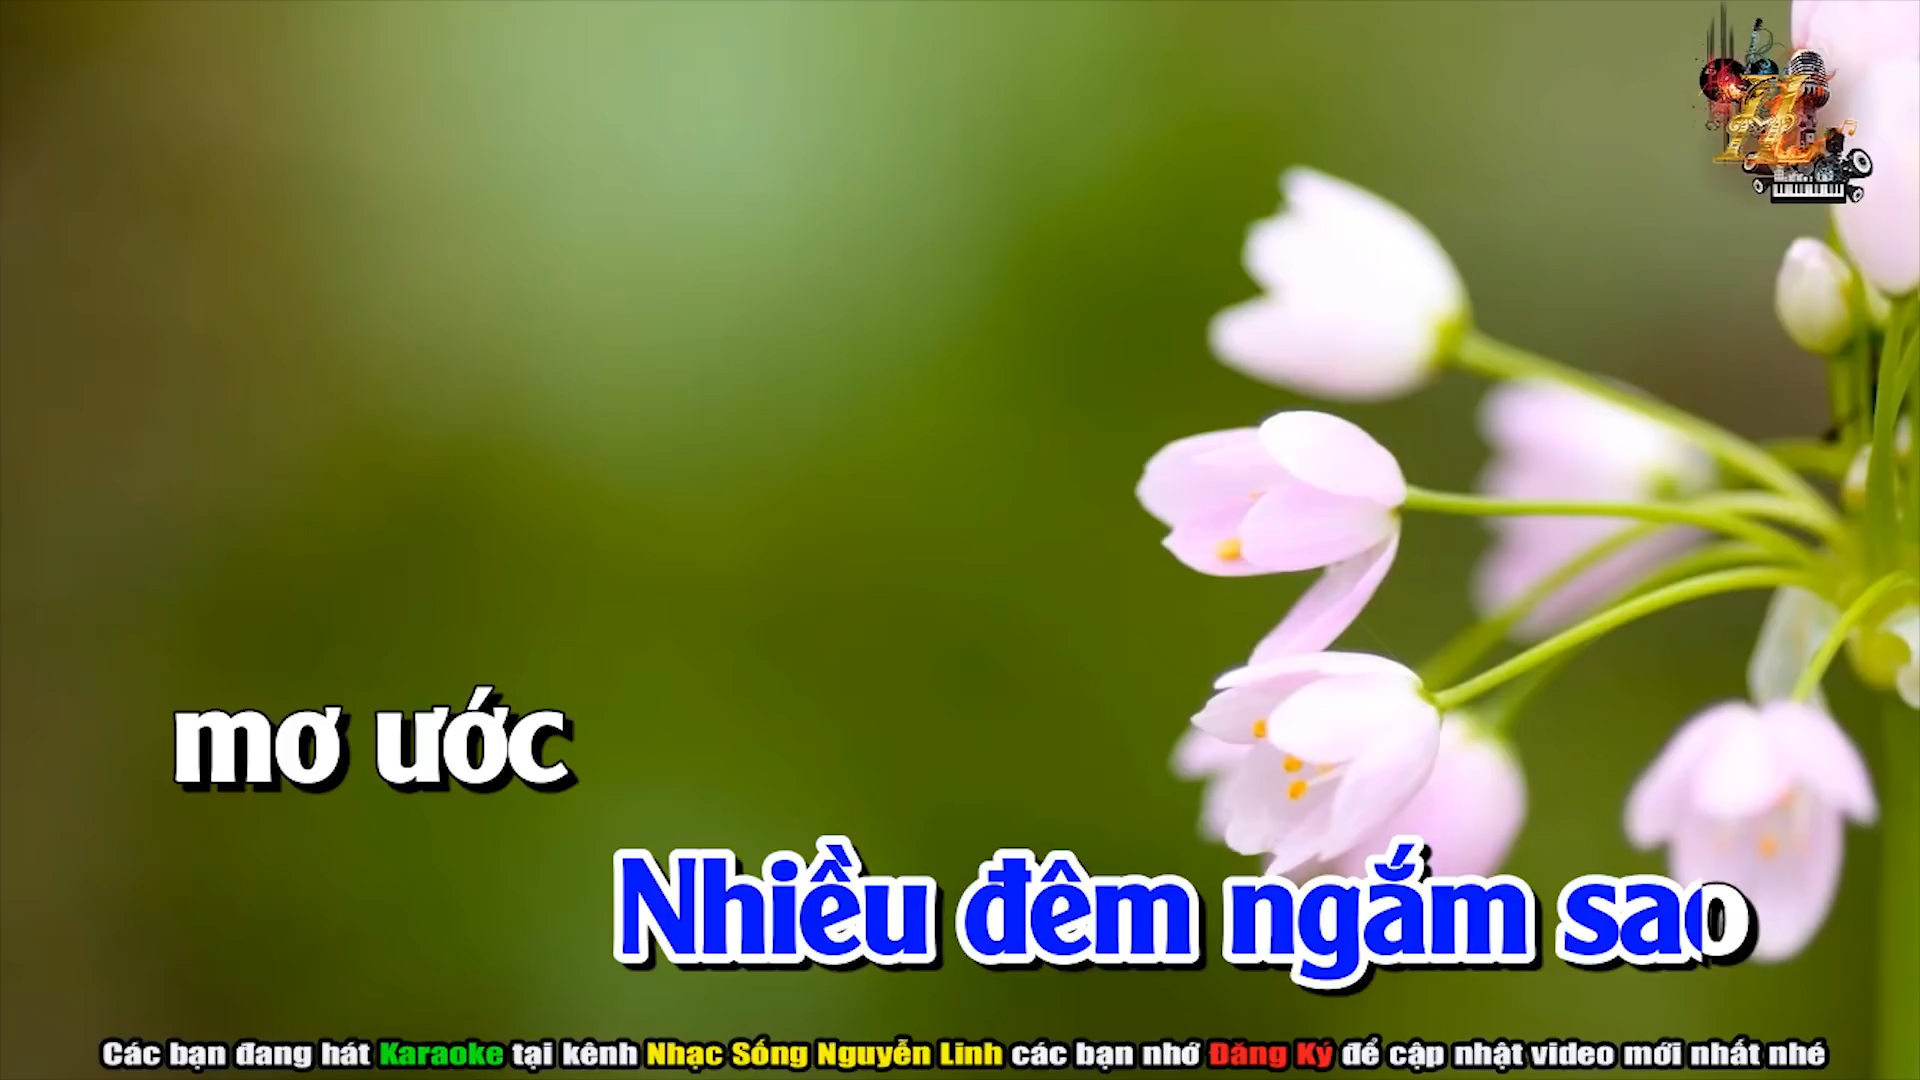 mơ ước
Nhiều đêm ngắm sao
Các bạn đang hát Karaoke tại kênh Nhạc Sống Nguyễn Linh các bạn nhớ Đăng Ký để cập nhật video mới nhất nhé